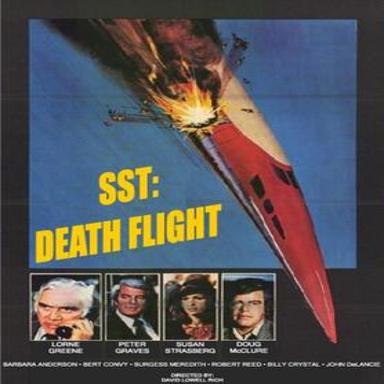 SST:
DEATH FLIGHT
LORNE GREENE
PETER GRAVES
SUSAN STRASBERG
DOUG McCLURE
BARBARA ANDERSON - BERT CONVY - BURGESS MEREDITH - ROBERT REED - BILLY CRYSTAL - JOHN DeLANCIE
DIRECTED BY:
DAVID LOWELL RICH